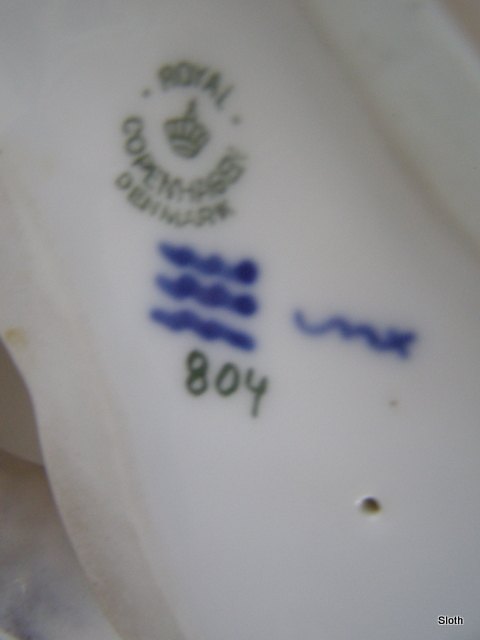 ROYAL
COPENHAGEN
DENMARK
804
Sloth